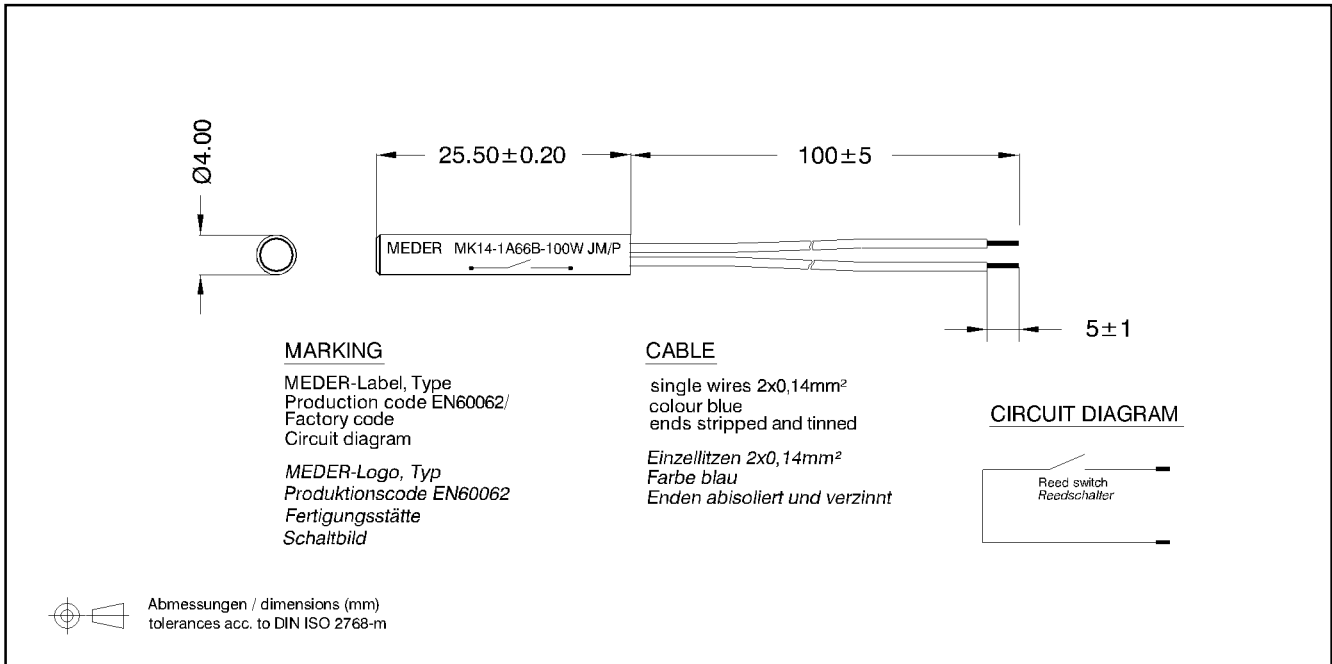 Ø4.00
25.50±0.20
100±5
MEDER MK14-1A66B-100W JM/P
5±1
MARKING
MEDER-Label, Type
Production code EN60062/
Factory code
Circuit diagram
MEDER-Logo, Typ
Produktionscode EN60062
Fertigungsstätte
Schaltbild
CABLE
single wires 2x0,14mm²
colour blue
ends stripped and tinned
Einzellitzen 2x0,14mm²
Farbe blau
Enden abisoliert und verzinnt
CIRCUIT DIAGRAM
Reed switch
Reedschalter
Abmessungen / dimensions (mm)
tolerances acc. to DIN ISO 2768-m